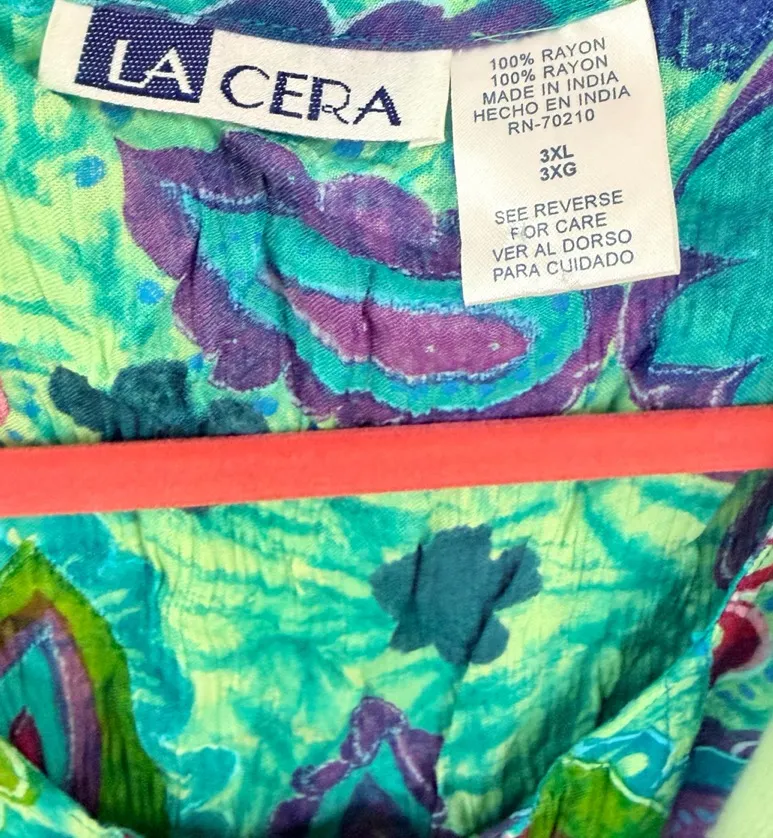 LA CERA
100% RAYON
100% RAYON
MADE IN INDIA
HECHO EN INDIA
RN-70210
3XL
3XG
SEE REVERSE
FOR CARE
VER AL DORSO
PARA CUIDADO